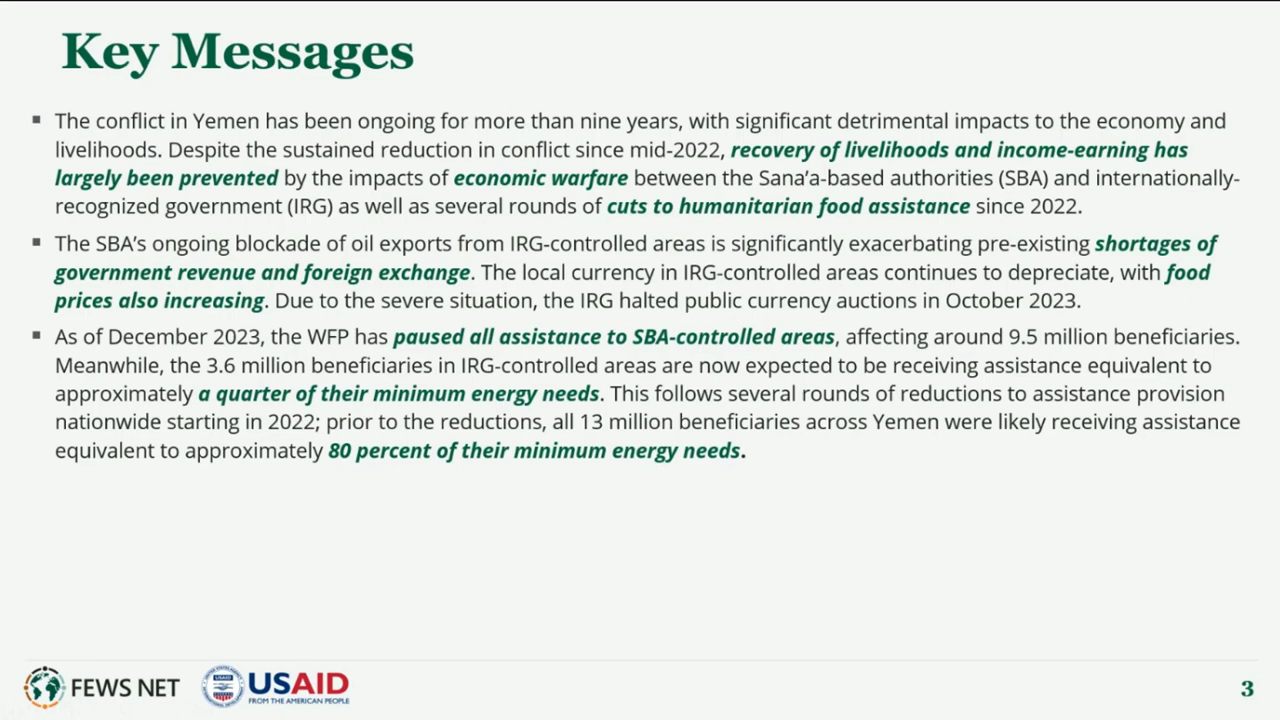 Key Messages
▪ The conflict in Yemen has been ongoing for more than nine years, with significant detrimental impacts to the economy and
livelihoods. Despite the sustained reduction in conflict since mid-2022, recovery of livelihoods and income-earning has
largely been prevented by the impacts of economic warfare between the Sana’a-based authorities (SBA) and internationally-
recognized government (IRG) as well as several rounds of cuts to humanitarian food assistance since 2022.
▪ The SBA’s ongoing blockade of oil exports from IRG-controlled areas is significantly exacerbating pre-existing shortages of
government revenue and foreign exchange. The local currency in IRG-controlled areas continues to depreciate, with food
prices also increasing. Due to the severe situation, the IRG halted public currency auctions in October 2023.
▪ As of December 2023, the WFP has paused all assistance to SBA-controlled areas, affecting around 9.5 million beneficiaries.
Meanwhile, the 3.6 million beneficiaries in IRG-controlled areas are now expected to be receiving assistance equivalent to
approximately a quarter of their minimum energy needs. This follows several rounds of reductions to assistance provision
nationwide starting in 2022; prior to the reductions, all 13 million beneficiaries across Yemen were likely receiving assistance
equivalent to approximately 80 percent of their minimum energy needs.
FEWS NET
USAID
USAID
FROM THE AMERICAN PEOPLE
3